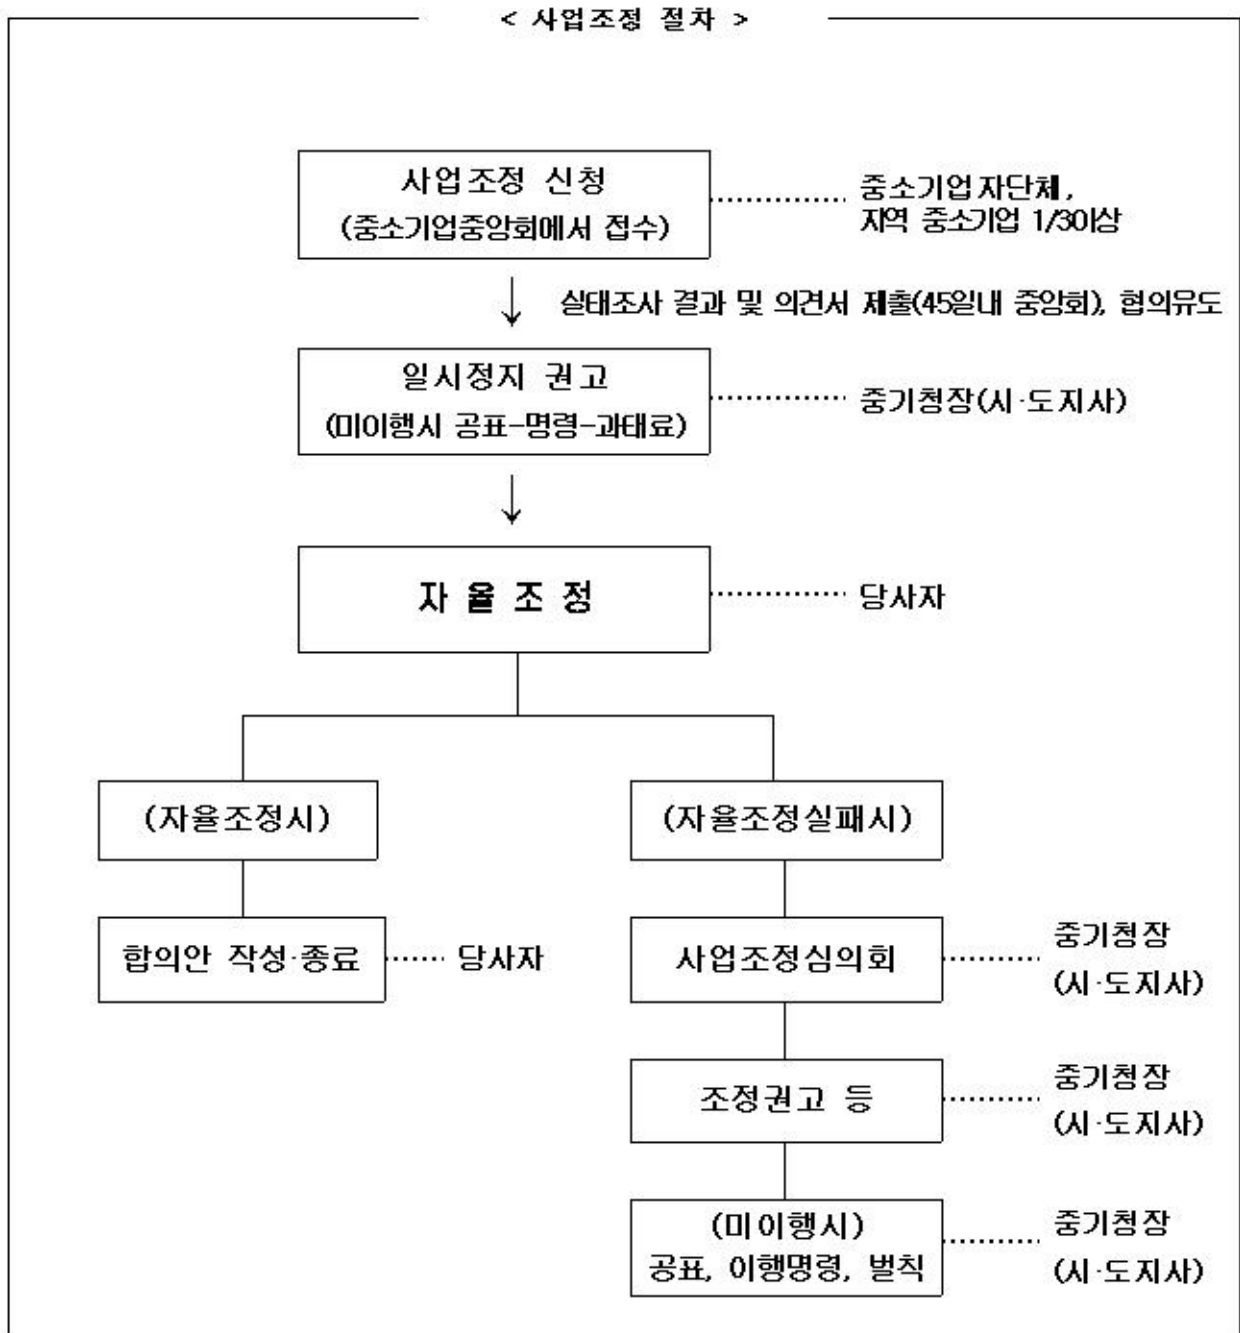 < 사업조정 절차 >
사업조정 신청
(중소기업중앙회에서 접수)
중소기업자단체,
지역 중소기업 1/3이상
실태조사 결과 및 의견서 제출(45일내 중앙회), 협의유도
일시정지 권고
(미이행시 공표-명령-과태료)
중기청장(시·도지사)
자 율 조 정
당사자
(자율조정시)
(자율조정실패시)
합의안 작성·종료
당사자
사업조정심의회
중기청장
(시·도지사)
조정권고 등
중기청장
(시·도지사)
(미이행시)
공표, 이행명령, 벌칙
중기청장
(시·도지사)